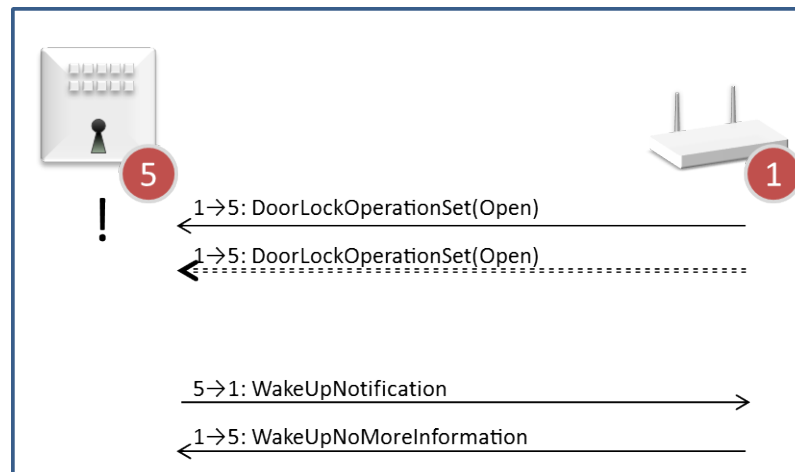 5
1
!
1→5: DoorLockOperationSet(Open)
1→5: DoorLockOperationSet(Open)
5→1: WakeUpNotification
1→5: WakeUpNoMoreInformation